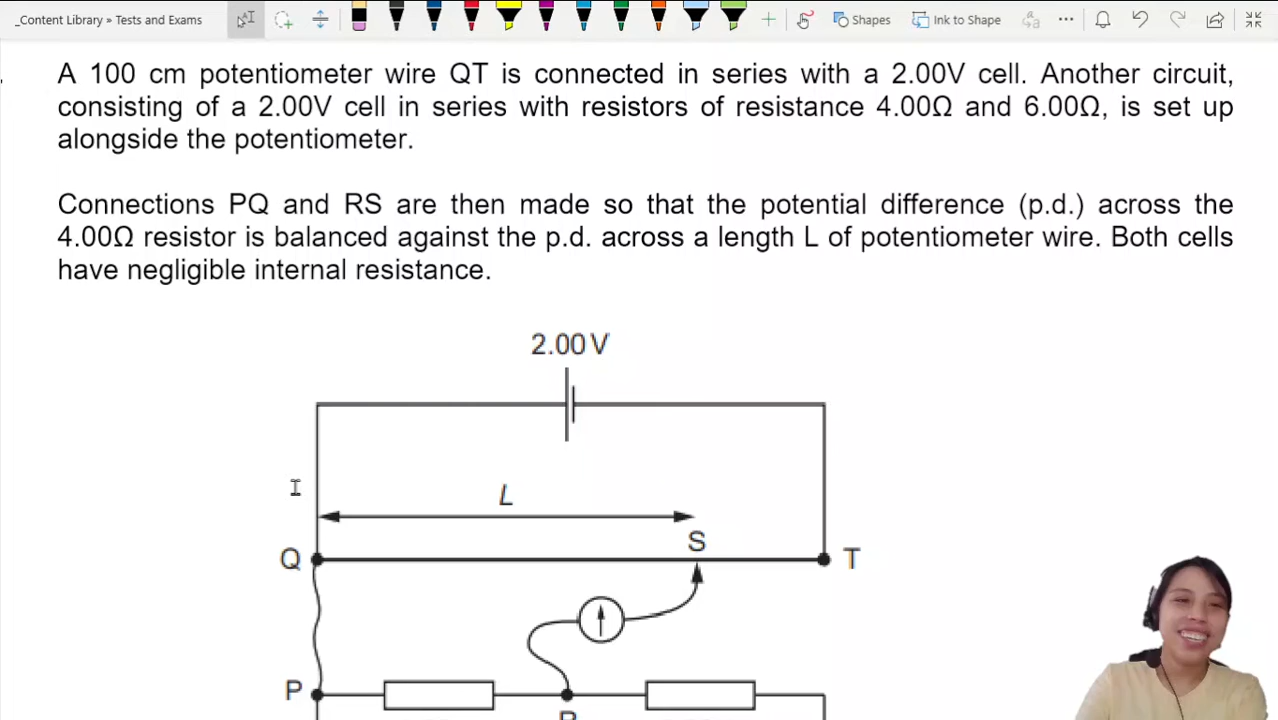 _Content Library » Tests and Exams
Shapes
Ink to Shape
A 100 cm potentiometer wire QT is connected in series with a 2.00V cell. Another circuit,
consisting of a 2.00V cell in series with resistors of resistance 4.00Ω and 6.00Ω, is set up
alongside the potentiometer.
Connections PQ and RS are then made so that the potential difference (p.d.) across the
4.00Ω resistor is balanced against the p.d. across a length L of potentiometer wire. Both cells
have negligible internal resistance.
2.00 V
L
S
Q
T
P